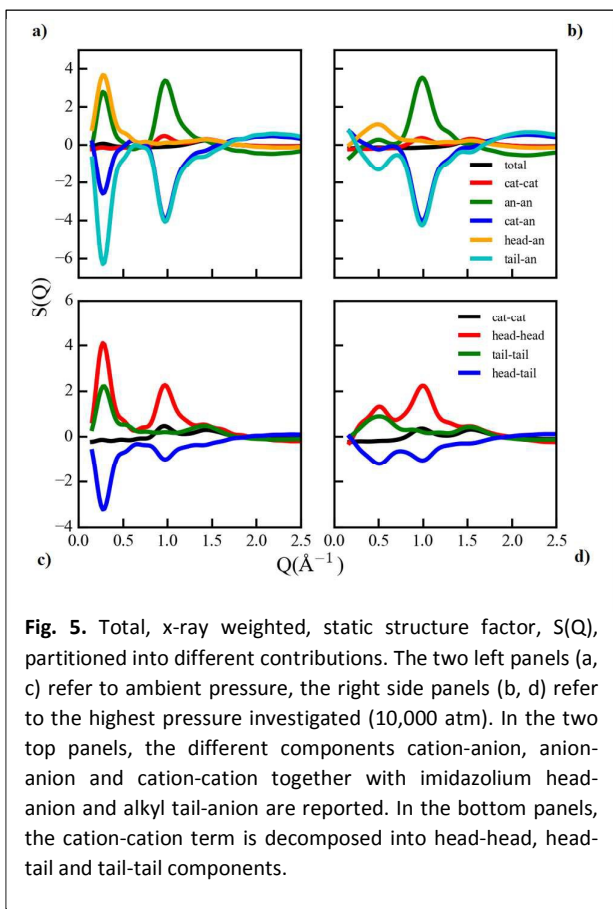 a)
b)
4
2
0
−2
−4
−6
total
cat-cat
an-an
cat-an
head-an
tail-an
S(Q)
6
4
2
0
−2
−4
cat-cat
head-head
tail-tail
head-tail
0.0 0.5 1.0 1.5 2.0 2.5
0.0 0.5 1.0 1.5 2.0 2.5
c)
Q(Å⁻¹)
d)
Fig. 5. Total, x-ray weighted, static structure factor, S(Q),
partitioned into different contributions. The two left panels (a,
c) refer to ambient pressure, the right side panels (b, d) refer
to the highest pressure investigated (10,000 atm). In the two
top panels, the different components cation-anion, anion-
anion and cation-cation together with imidazolium head-
anion and alkyl tail-anion are reported. In the bottom panels,
the cation-cation term is decomposed into head-head, head-
tail and tail-tail components.